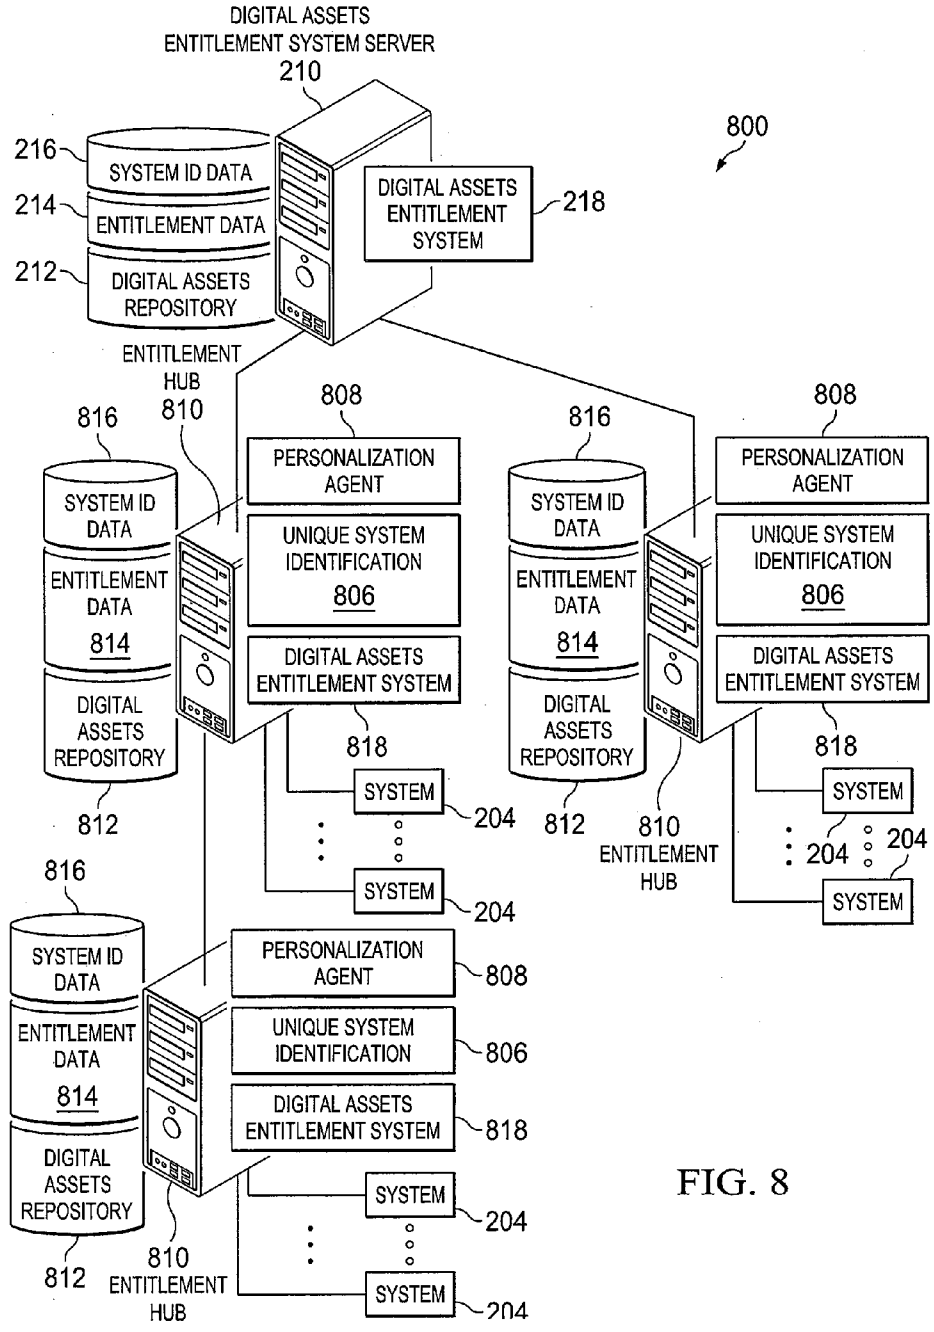 DIGITAL ASSETS
ENTITLEMENT SYSTEM SERVER
210
800
216
SYSTEM ID DATA
214
ENTITLEMENT DATA
212
DIGITAL ASSETS
REPOSITORY
DIGITAL ASSETS
ENTITLEMENT
SYSTEM
218
ENTITLEMENT
HUB
810
816
SYSTEM ID
DATA
ENTITLEMENT
DATA
814
DIGITAL
ASSETS
REPOSITORY
812
808
PERSONALIZATION
AGENT
UNIQUE SYSTEM
IDENTIFICATION
806
DIGITAL ASSETS
ENTITLEMENT SYSTEM
818
SYSTEM
204
SYSTEM
204
816
SYSTEM ID
DATA
ENTITLEMENT
DATA
814
DIGITAL
ASSETS
REPOSITORY
812
808
PERSONALIZATION
AGENT
UNIQUE SYSTEM
IDENTIFICATION
806
DIGITAL ASSETS
ENTITLEMENT SYSTEM
818
810
ENTITLEMENT
HUB
SYSTEM
204
204
SYSTEM
816
SYSTEM ID
DATA
ENTITLEMENT
DATA
814
DIGITAL
ASSETS
REPOSITORY
812
PERSONALIZATION
AGENT
808
UNIQUE SYSTEM
IDENTIFICATION
806
DIGITAL ASSETS
ENTITLEMENT SYSTEM
818
810
ENTITLEMENT
HUB
SYSTEM
204
SYSTEM
204
FIG. 8